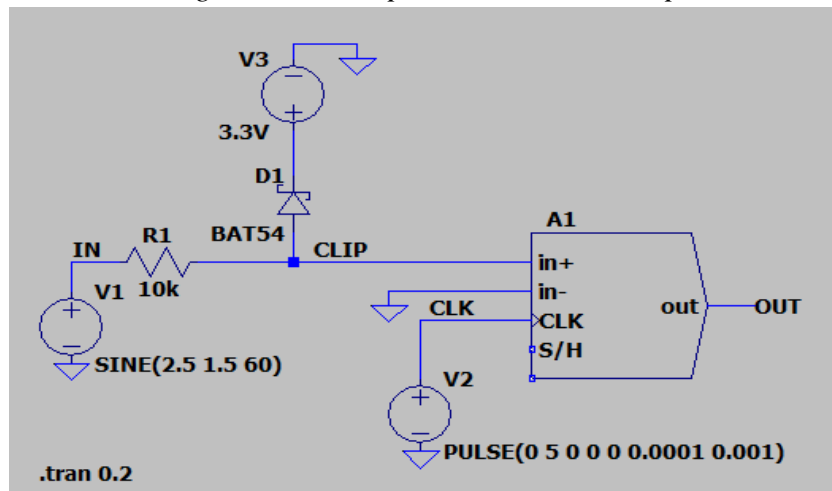 V3
−
+
3.3V
D1
BAT54
CLIP
IN
R1
10k
V1
+
−
SINE(2.5 1.5 60)
A1
in+
in-
CLK
S/H
out
OUT
CLK
V2
+
−
PULSE(0 5 0 0 0 0.0001 0.001)
.tran 0.2